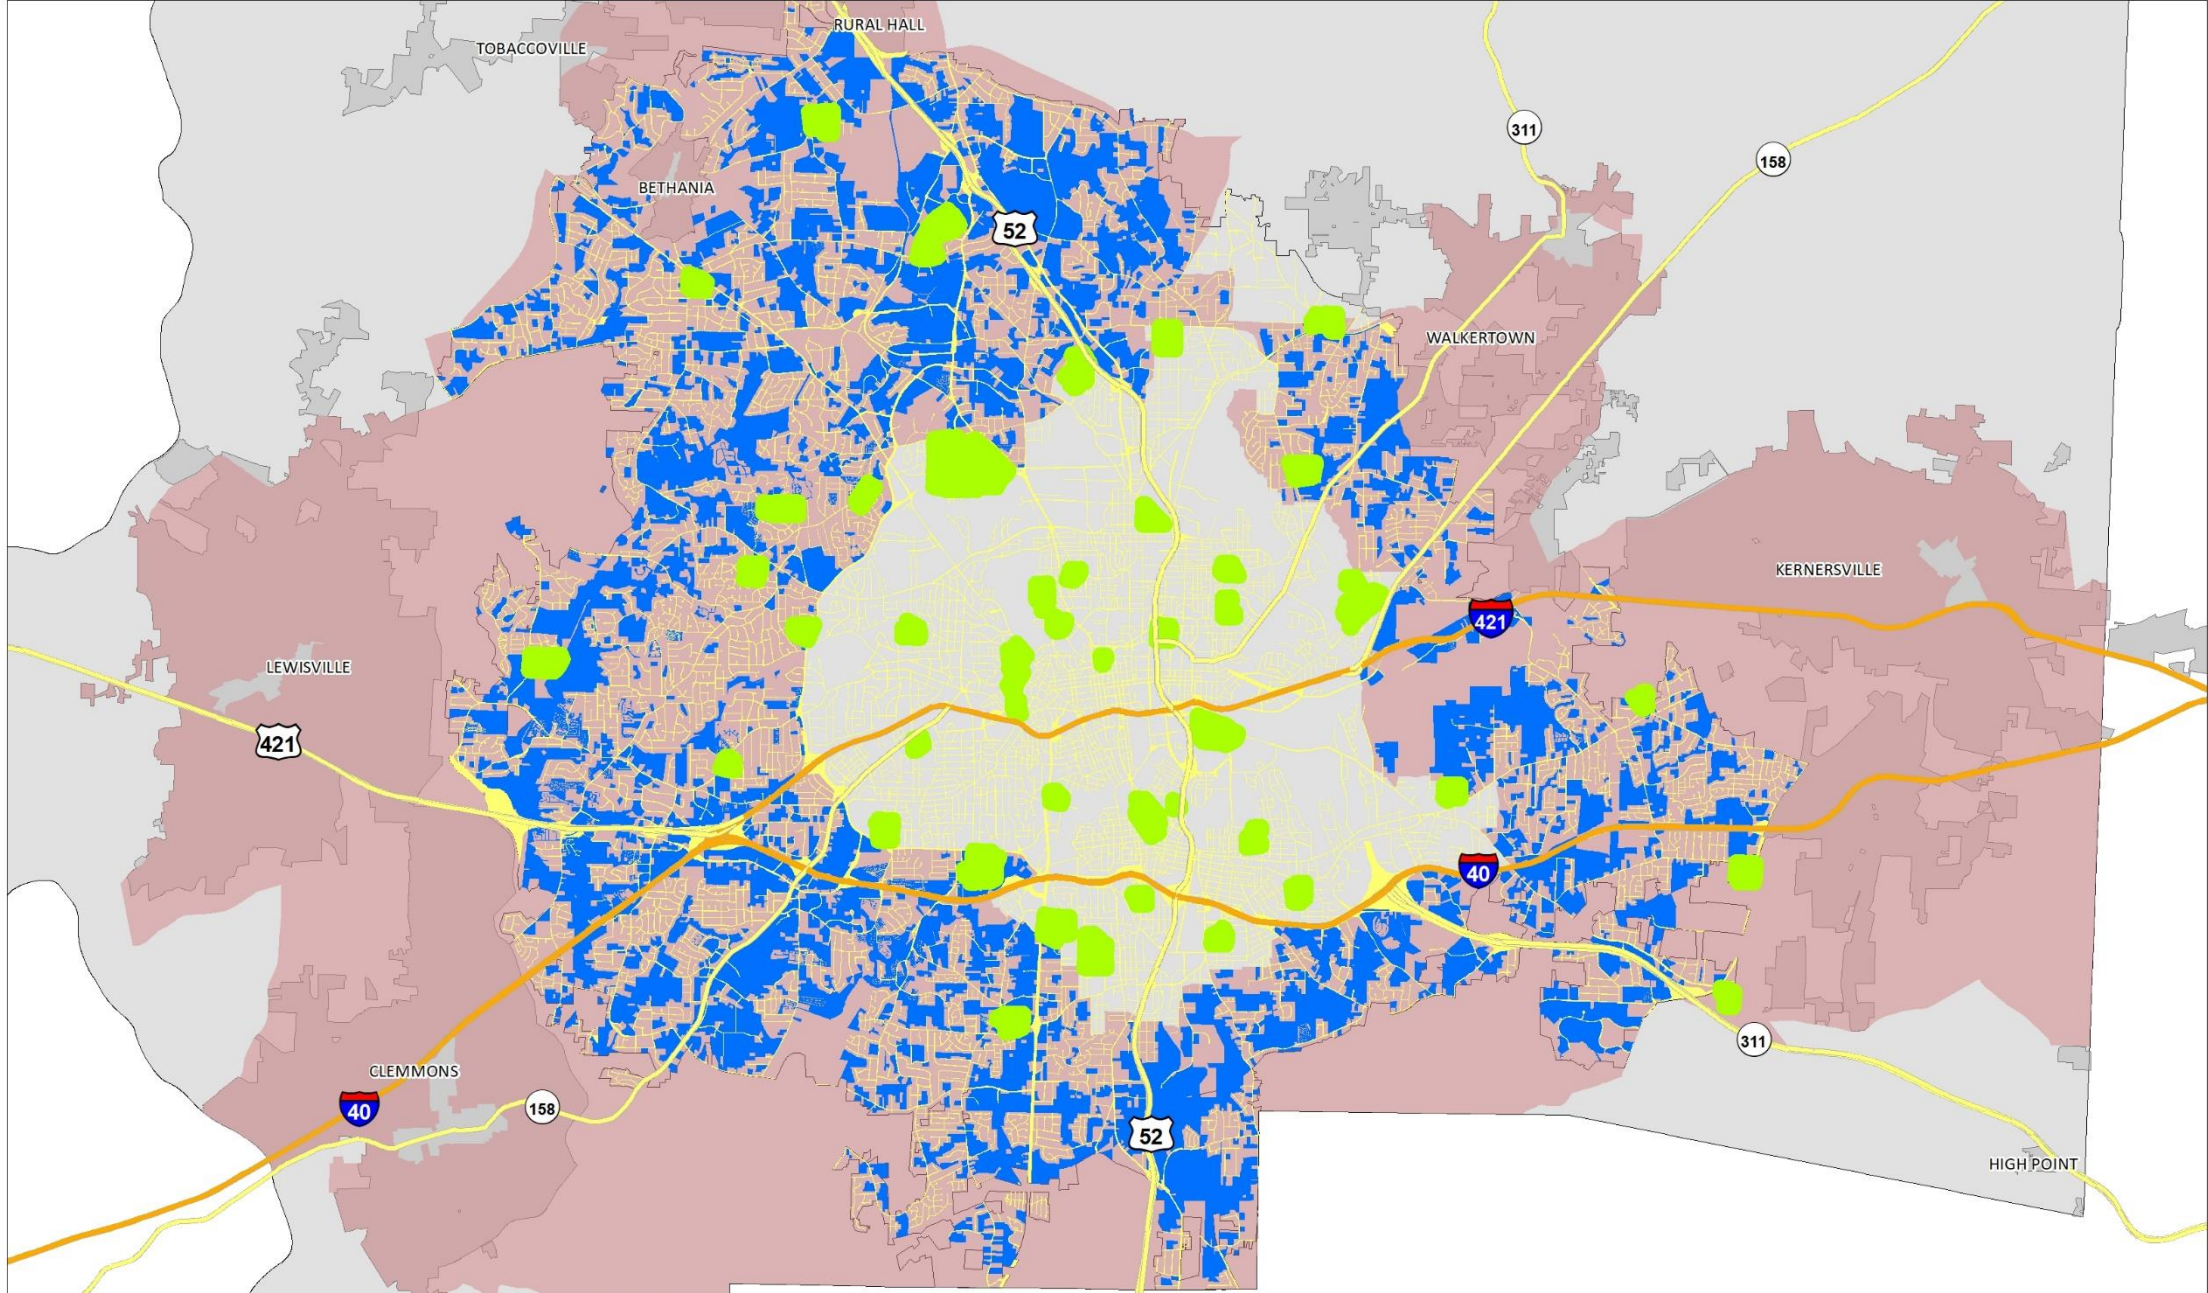 RURAL HALL
TOBACCOVILLE
311
158
BETHANIA
52
WALKERTOWN
KERNERSVILLE
421
LEWISVILLE
421
40
311
CLEMMONS
40
158
52
HIGH POINT